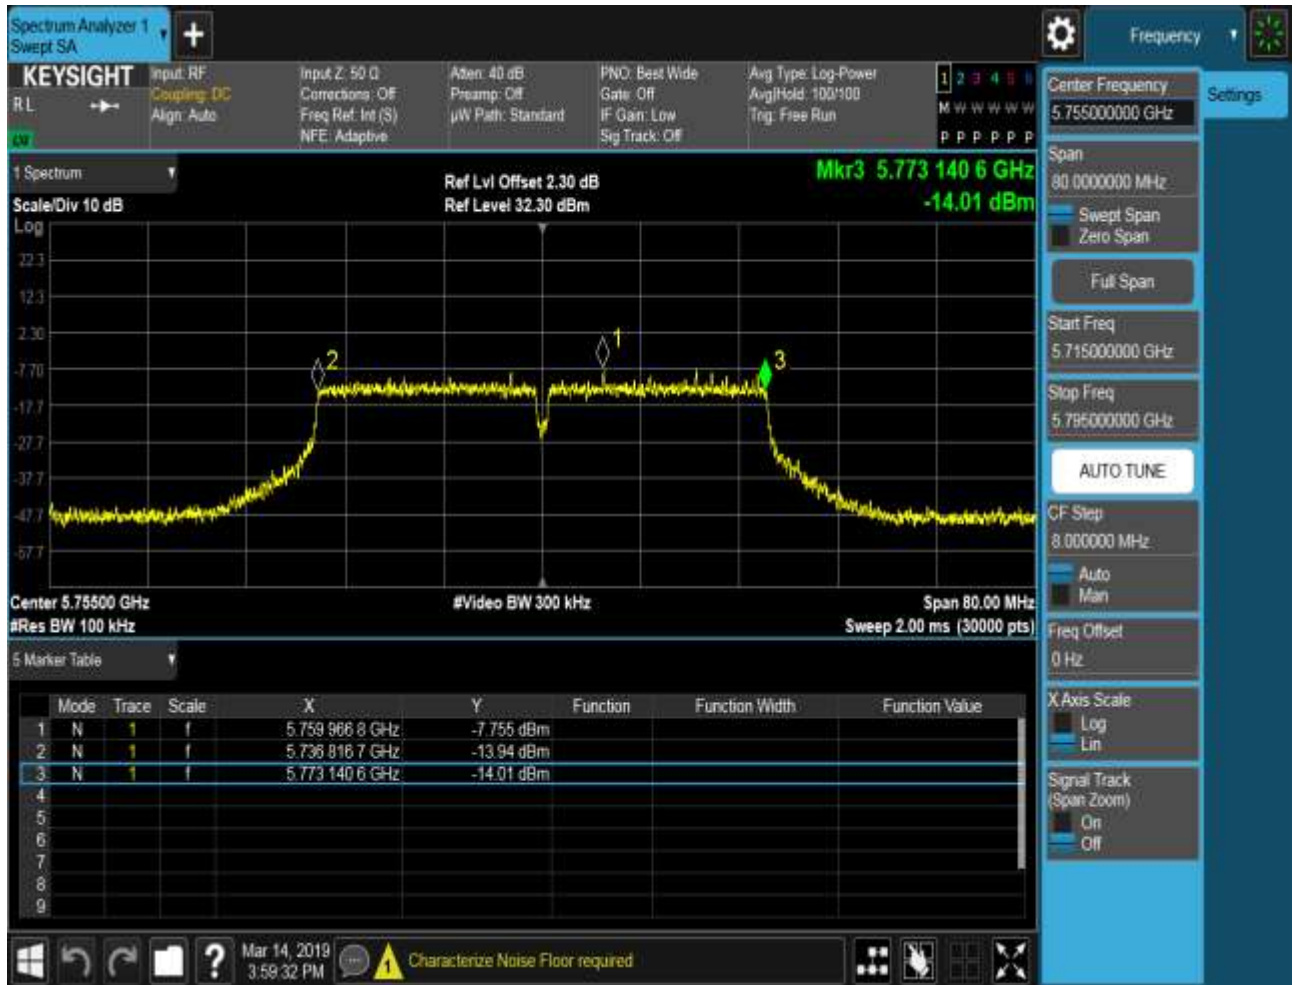 Spectrum Analyzer 1
Swept SA
Frequency
KEYSIGHT
RL
Input: RF
Coupling: DC
Align: Auto
Input Z: 50 Ω
Corrections: Off
Freq Ref: Int (S)
NFE: Adaptive
Atten: 40 dB
Preamp: Off
µW Path: Standard
PNO: Best Wide
Gate: Off
IF Gain: Low
Sig Track: Off
Avg Type: Log-Power
Avg|Hold: 100/100
Trig: Free Run
1 2 3 4 5 6
M W W W W W
P P P P P P
1 Spectrum
Scale/Div 10 dB
Ref Lvl Offset 2.30 dB
Ref Level 32.30 dBm
Mkr3 5.773 140 6 GHz
-14.01 dBm
Log
22.3
12.3
2.30
-7.70
-17.7
-27.7
-37.7
-47.7
-57.7
2
1
3
Center 5.75500 GHz
#Res BW 100 kHz
#Video BW 300 kHz
Span 80.00 MHz
Sweep 2.00 ms (30000 pts)
5 Marker Table
Mode Trace Scale X Y Function Function Width Function Value
1 N 1 f 5.759 966 8 GHz -7.755 dBm
2 N 1 f 5.736 816 7 GHz -13.94 dBm
3 N 1 f 5.773 140 6 GHz -14.01 dBm
4
5
6
7
8
9
Mar 14, 2019
3:59:32 PM
1
Characterize Noise Floor required
Settings
Center Frequency
5.755000000 GHz
Span
80.0000000 MHz
Swept Span
Zero Span
Full Span
Start Freq
5.715000000 GHz
Stop Freq
5.795000000 GHz
AUTO TUNE
CF Step
8.000000 MHz
Auto
Man
Freq Offset
0 Hz
X Axis Scale
Log
Lin
Signal Track
(Span Zoom)
On
Off